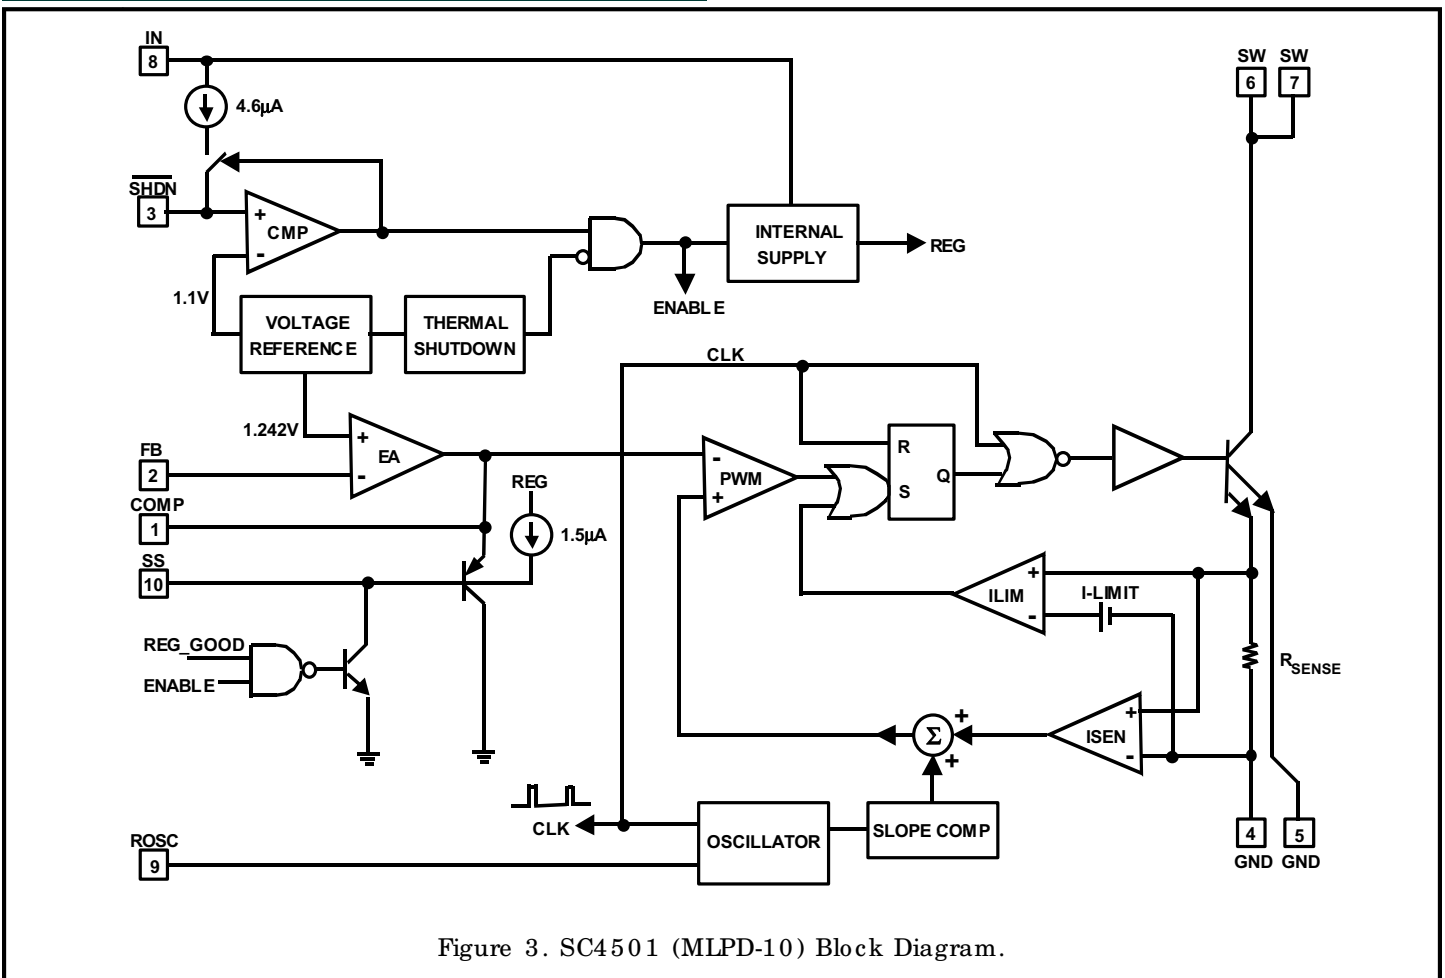 IN
8
4.6µA
SHDN
3
+
CMP
-
1.1V
VOLTAGE
REFERENCE
THERMAL
SHUTDOWN
ENABLE
INTERNAL
SUPPLY
REG
SW
6
SW
7
CLK
1.242V
+
EA
-
FB
2
COMP
1
REG
1.5µA
SS
10
REG_GOOD
ENABLE
-
PWM
+
R
S
Q
+
ILIM
-
I-LIMIT
RSENSE
+
ISEN
-
Σ
+
+
CLK
OSCILLATOR
SLOPE COMP
ROSC
9
4
GND
5
GND
Figure 3. SC4501 (MLPD-10) Block Diagram.